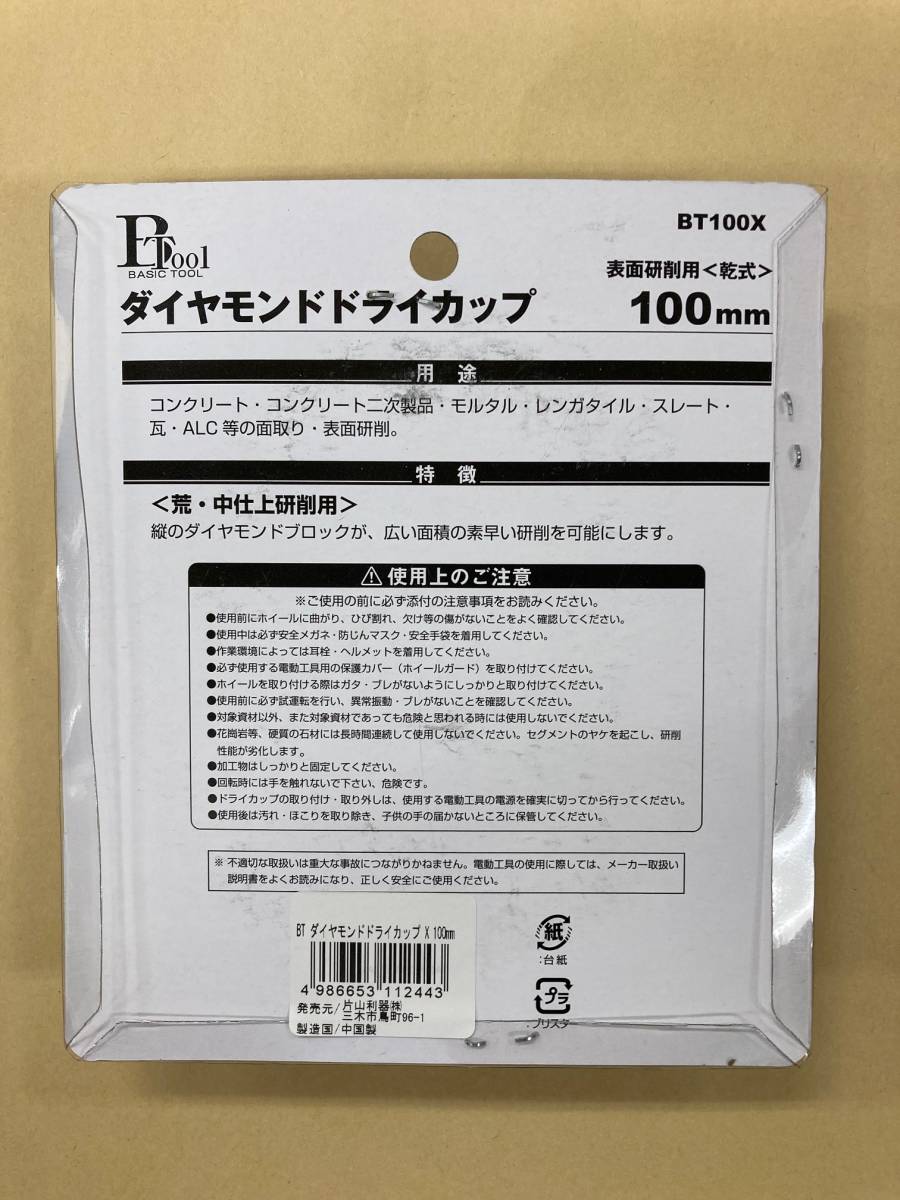 BTool
BASIC TOOL
BT100X
表面研削用＜乾式＞
ダイヤモンドドライカップ 100mm
用途
コンクリート・コンクリート二次製品・モルタル・レンガタイル・スレート・
瓦・ALC 等の面取り・表面研削。
特徴
＜荒・中仕上研削用＞
縦のダイヤモンドブロックが、広い面積の素早い研削を可能にします。
⚠使用上のご注意
※ご使用の前に必ず添付の注意事項をお読みください。
●使用前にホイールに曲がり、ひび割れ、欠け等の傷がないことをよく確認してください。
●使用中は必ず安全メガネ・防じんマスク・安全手袋を着用してください。
●作業環境によっては耳栓・ヘルメットを着用してください。
●必ず使用する電動工具用の保護カバー（ホイールガード）を取り付けてください。
●ホイールを取り付ける際はガタ・ブレがないようにしっかりと取り付けてください。
●使用前に必ず試運転を行い、異常振動・ブレがないことを確認してください。
●対象資材以外、また対象資材であっても危険と思われる時には使用しないでください。
●花崗岩等、硬質の石材には長時間連続して使用しないでください。セグメントのヤケを起こし、研削
性能が劣化します。
●加工物はしっかりと固定してください。
●回転時には手を触れないで下さい、危険です。
●ドライカップの取り付け・取り外しは、使用する電動工具の電源を確実に切ってから行ってください。
●使用後は汚れ・ほこりを取り除き、子供の手の届かないところに保管してください。
※ 不適切な取扱いは重大な事故につながりかねません。電動工具の使用に際しては、メーカー取扱い
説明書をよくお読みになり、正しく安全にご使用ください。
BT ダイヤモンドドライカップ X 100mm
4 986653 112443
発売元/片山利器㈱
三木市鳥町96-1
製造国/中国製
紙
:台紙
プラ
:ブリスター